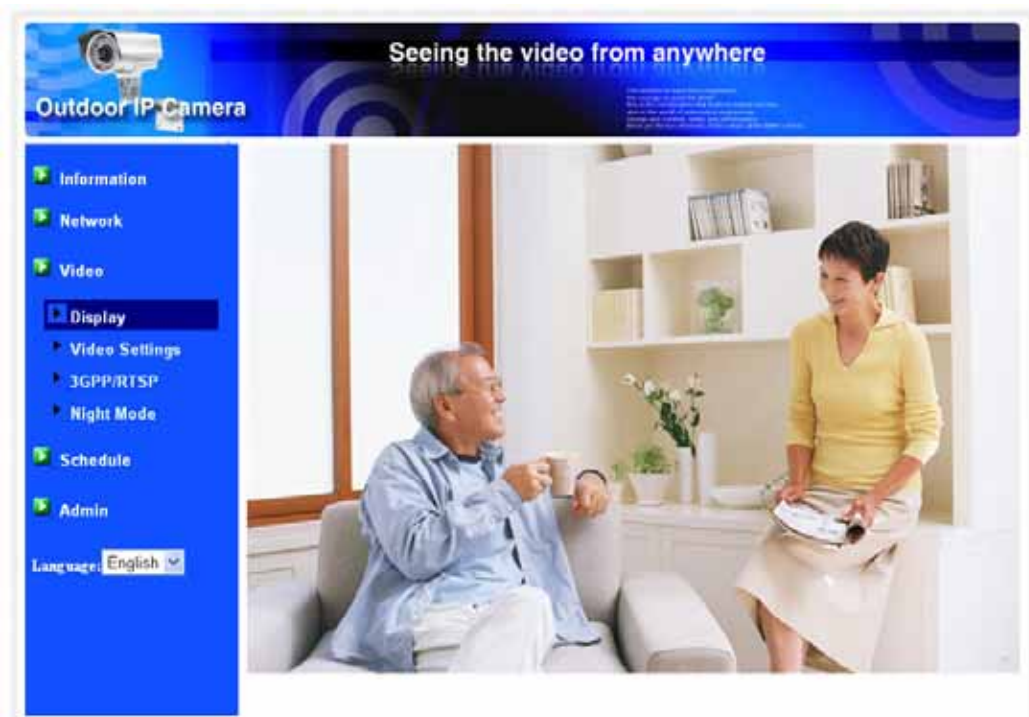 Seeing the video from anywhere
Outdoor IP Camera
Information
Network
Video
Display
Video Settings
3GPP/RTSP
Night Mode
Schedule
Admin
Language: English